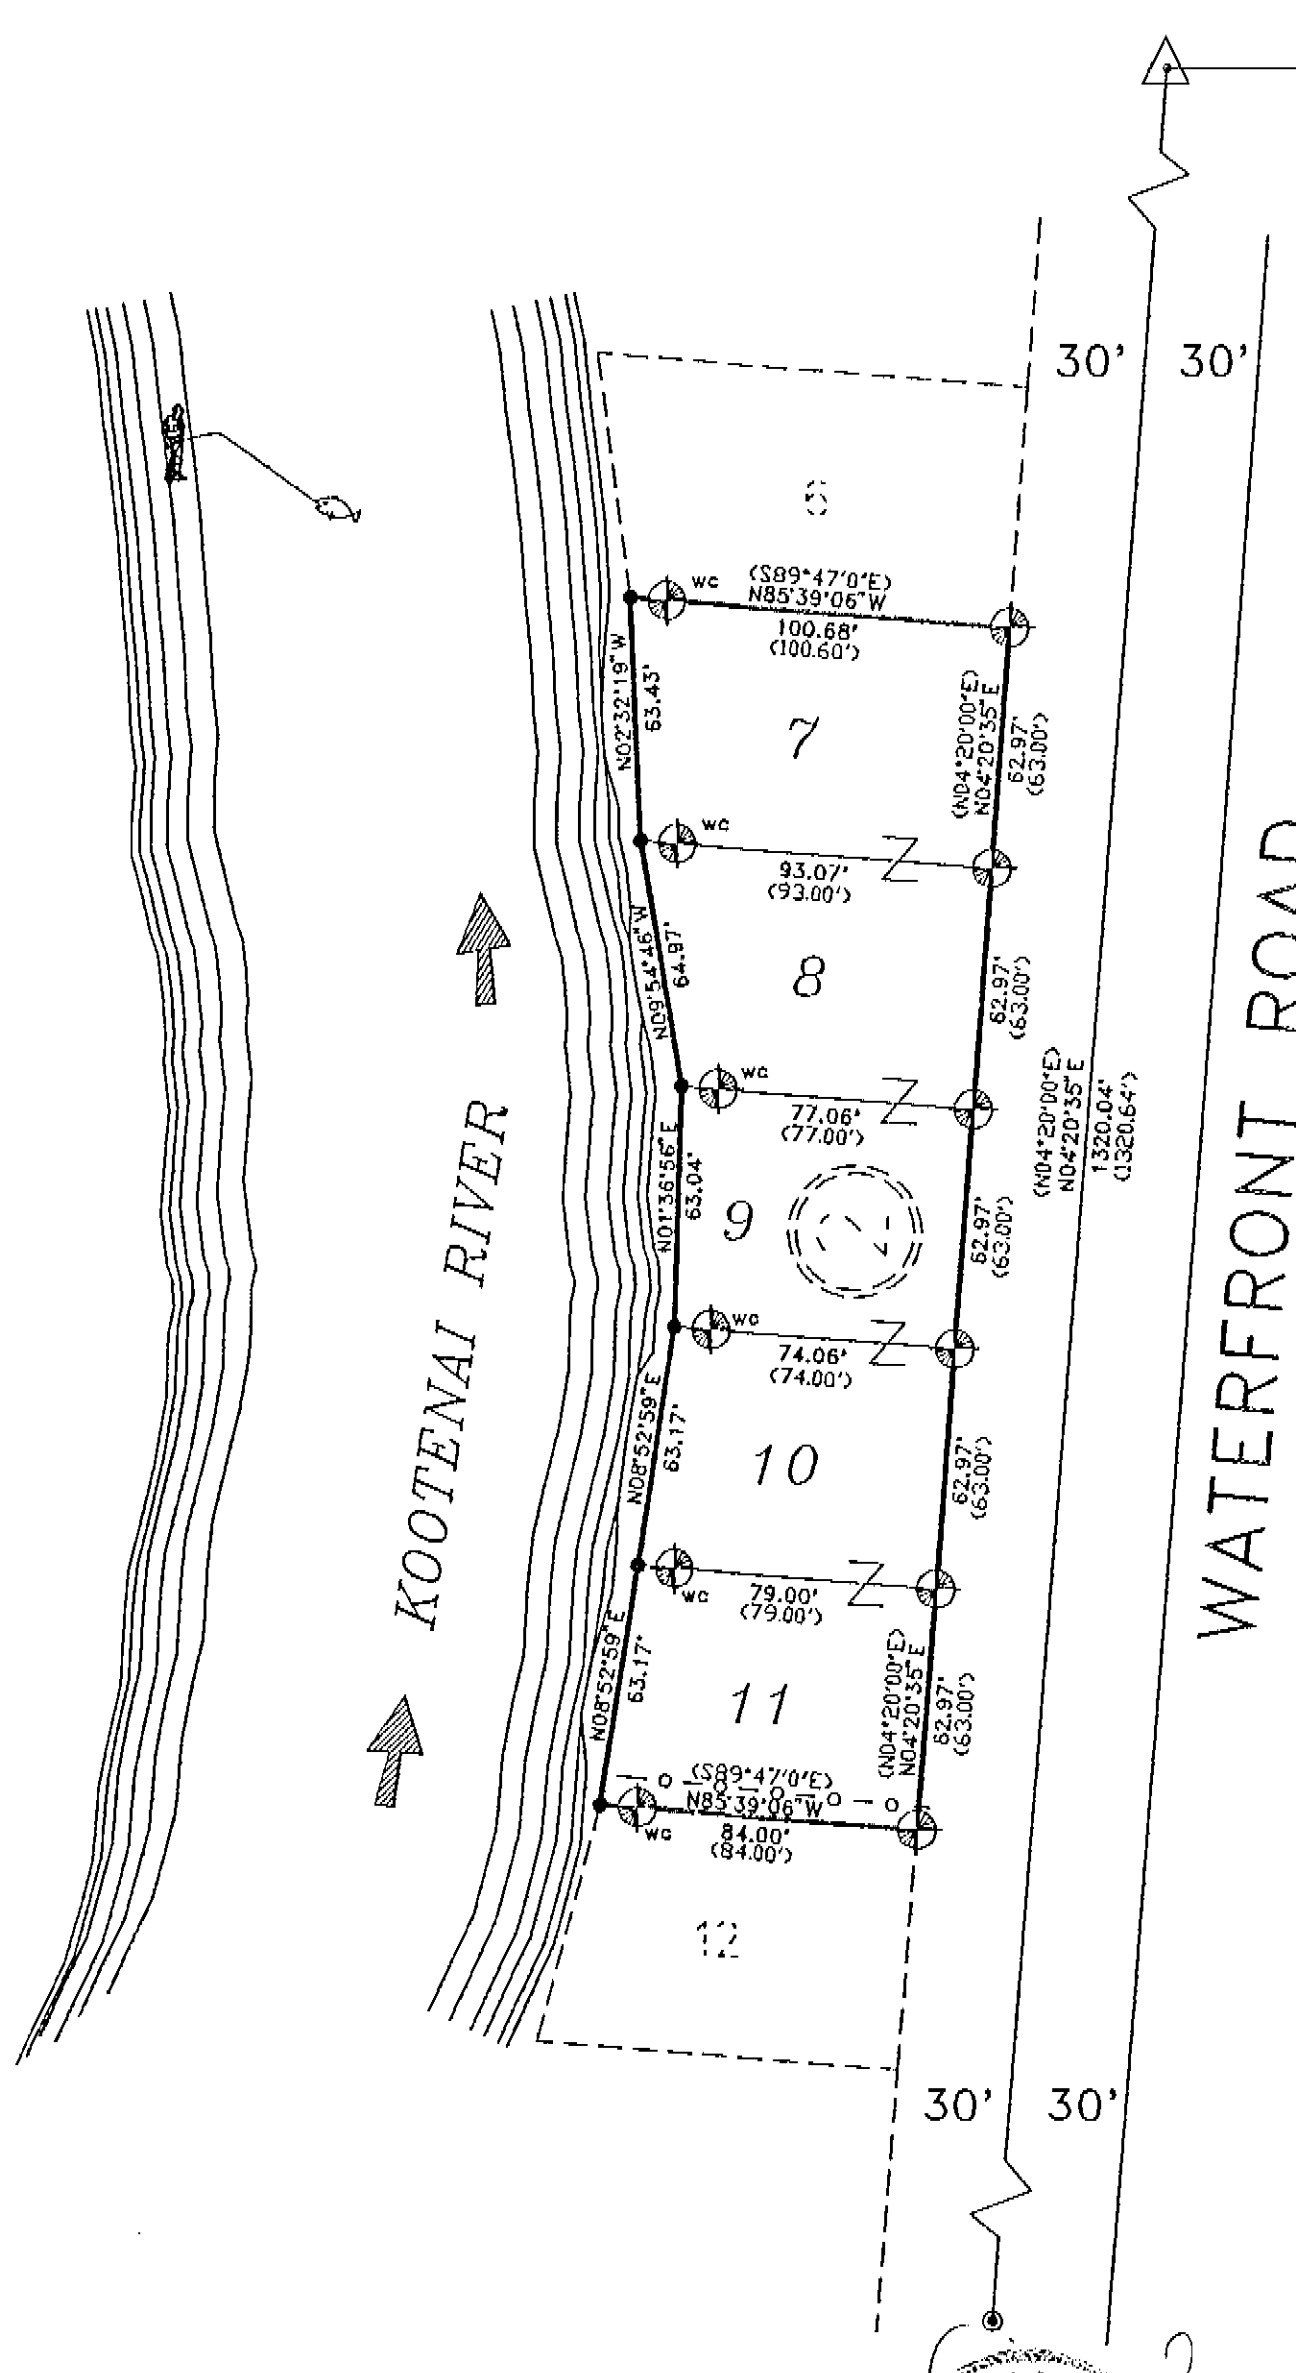 30' 30'
6
WC
(S89°47'0"E)
N85°39'06"W
100.68'
(100.60')
N02°32'19"W
63.43'
7
(N04°20'00"E)
N04°20'35"E
62.97'
(63.00')
WC
93.07'
(93.00')
N09°54'46"W
64.97'
8
62.97'
(63.00')
WC
77.06'
(77.00')
N01°36'56"E
63.04'
9
62.97'
(63.00')
(N04°20'00"E)
N04°20'35"E
1320.04'
(1320.64')
WATERFRONT ROAD
KOOTENAI RIVER
WC
74.06'
(74.00')
N08°52'59"E
63.17'
10
62.97'
(63.00')
WC
79.00'
(79.00')
N08°52'59"E
63.17'
11
(N04°20'00"E)
N04°20'35"E
62.97'
(63.00')
(S89°47'0"E)
N85°39'06"W
WC
84.00'
(84.00')
12
30' 30'